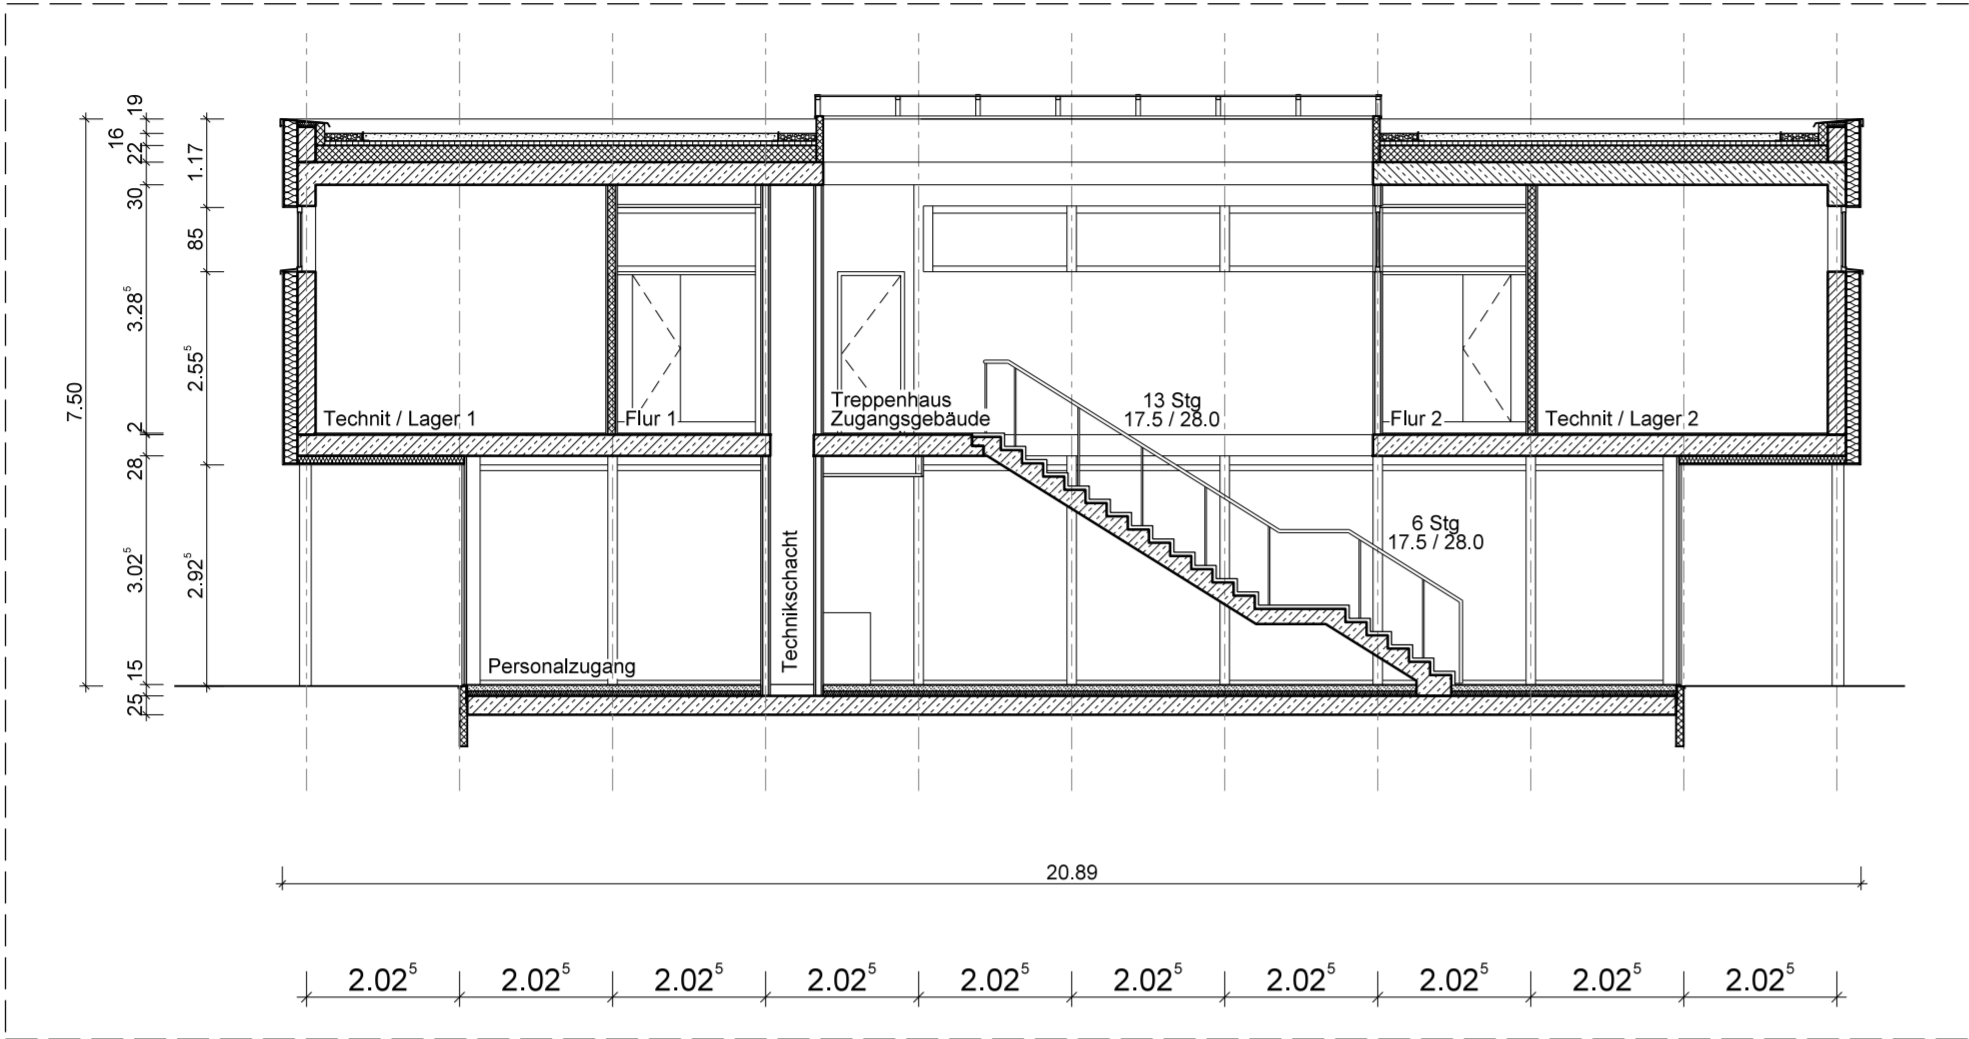 19
16
22
1.17
30
85
3.28⁵
2.55⁵
7.50
2
28
3.02⁵
2.92⁵
15
25
Technit / Lager 1
Flur 1
Treppenhaus
Zugangsgebäude
13 Stg
17.5 / 28.0
Flur 2
Technit / Lager 2
6 Stg
17.5 / 28.0
Technikschacht
Personalzugang
20.89
2.02⁵ 2.02⁵ 2.02⁵ 2.02⁵ 2.02⁵ 2.02⁵ 2.02⁵ 2.02⁵ 2.02⁵ 2.02⁵